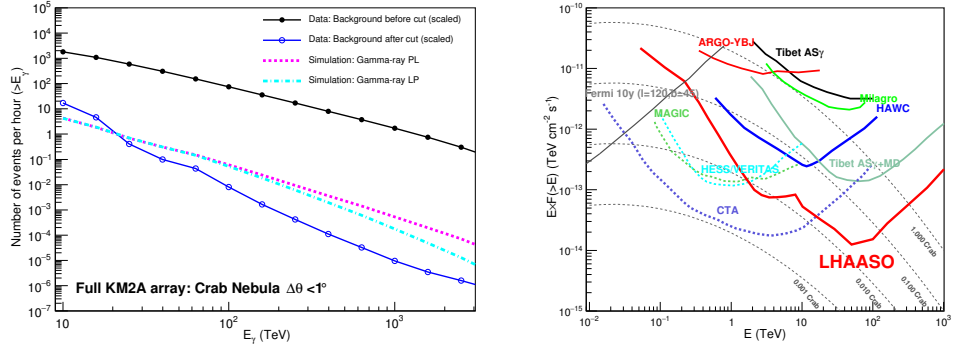 Number of events per hour (>Eγ)
10⁷
10⁶
10⁵
10⁴
10³
10²
10
1
10⁻¹
10⁻²
10⁻³
10⁻⁴
10⁻⁵
10⁻⁶
10⁻⁷
Data: Background before cut (scaled)
Data: Background after cut (scaled)
Simulation: Gamma-ray PL
Simulation: Gamma-ray LP
Full KM2A array: Crab Nebula Δθ <1°
10
10²
10³
Eγ (TeV)
E×F(>E) (TeV cm⁻² s⁻¹)
10⁻¹⁰
10⁻¹¹
10⁻¹²
10⁻¹³
10⁻¹⁴
10⁻¹⁵
ARGO-YBJ
Tibet ASγ
ermi 10y (l=120,b=45)
Milagro
MAGIC
HAWC
HESS/VERITAS
Tibet ASγ+MD
CTA
LHAASO
1.000 Crab
0.100 Crab
0.010 Crab
0.001 Crab
10⁻²
10⁻¹
1
10
10²
10³
E (TeV)